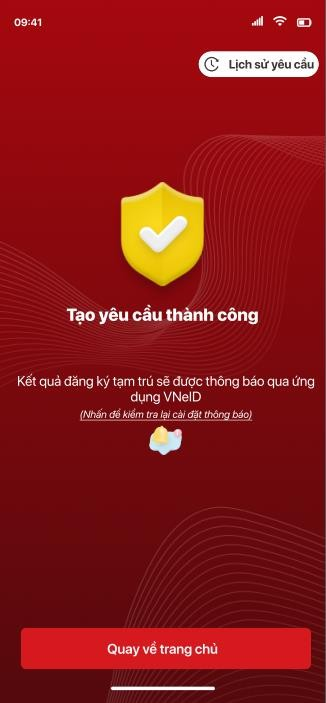 09:41
Lịch sử yêu cầu
Tạo yêu cầu thành công
Kết quả đăng ký tạm trú sẽ được thông báo qua ứng
dụng VNeID
(Nhấn để kiểm tra lại cài đặt thông báo)
Quay về trang chủ